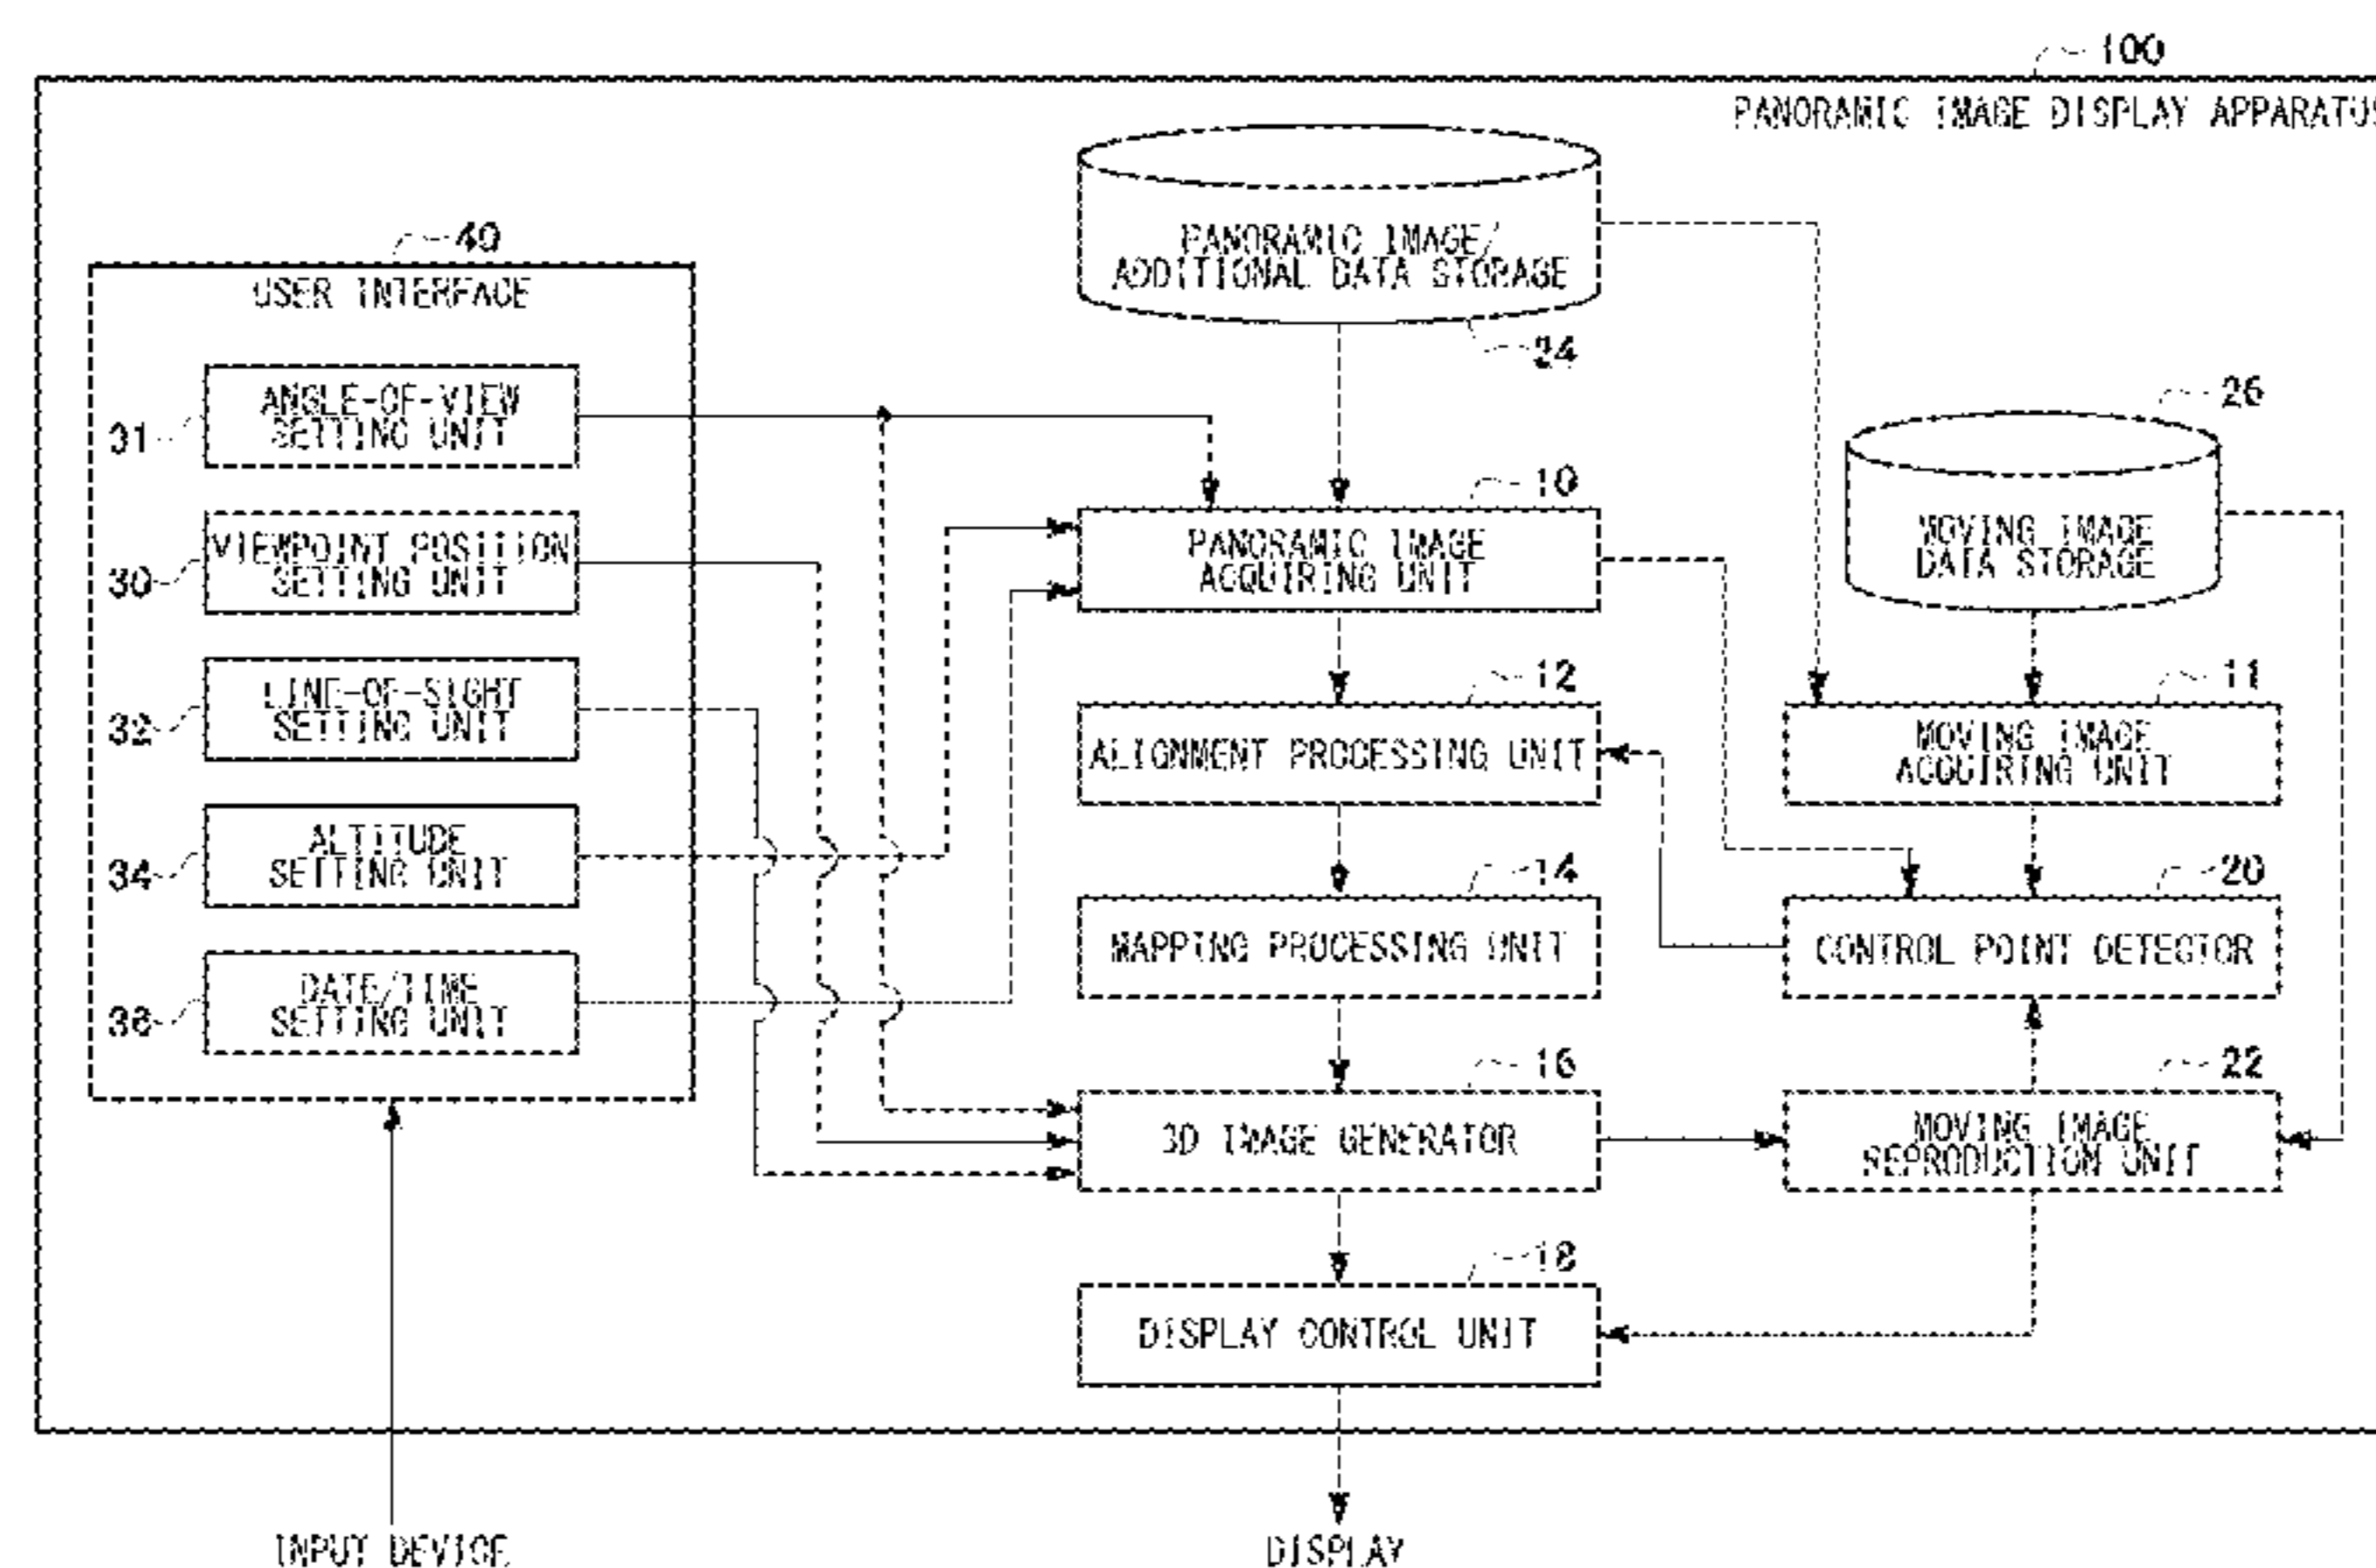 100
PANORAMIC IMAGE DISPLAY APPARATUS
40
USER INTERFACE
PANORAMIC IMAGE/
ADDITIONAL DATA STORAGE
24
31
ANGLE-OF-VIEW
SETTING UNIT
26
MOVING IMAGE
DATA STORAGE
30
VIEWPOINT POSITION
SETTING UNIT
10
PANORAMIC IMAGE
ACQUIRING UNIT
32
LINE-OF-SIGHT
SETTING UNIT
12
ALIGNMENT PROCESSING UNIT
11
MOVING IMAGE
ACQUIRING UNIT
34
ALTITUDE
SETTING UNIT
14
MAPPING PROCESSING UNIT
20
CONTROL POINT DETECTOR
36
DATE/TIME
SETTING UNIT
16
3D IMAGE GENERATOR
22
MOVING IMAGE
REPRODUCTION UNIT
18
DISPLAY CONTROL UNIT
INPUT DEVICE
DISPLAY